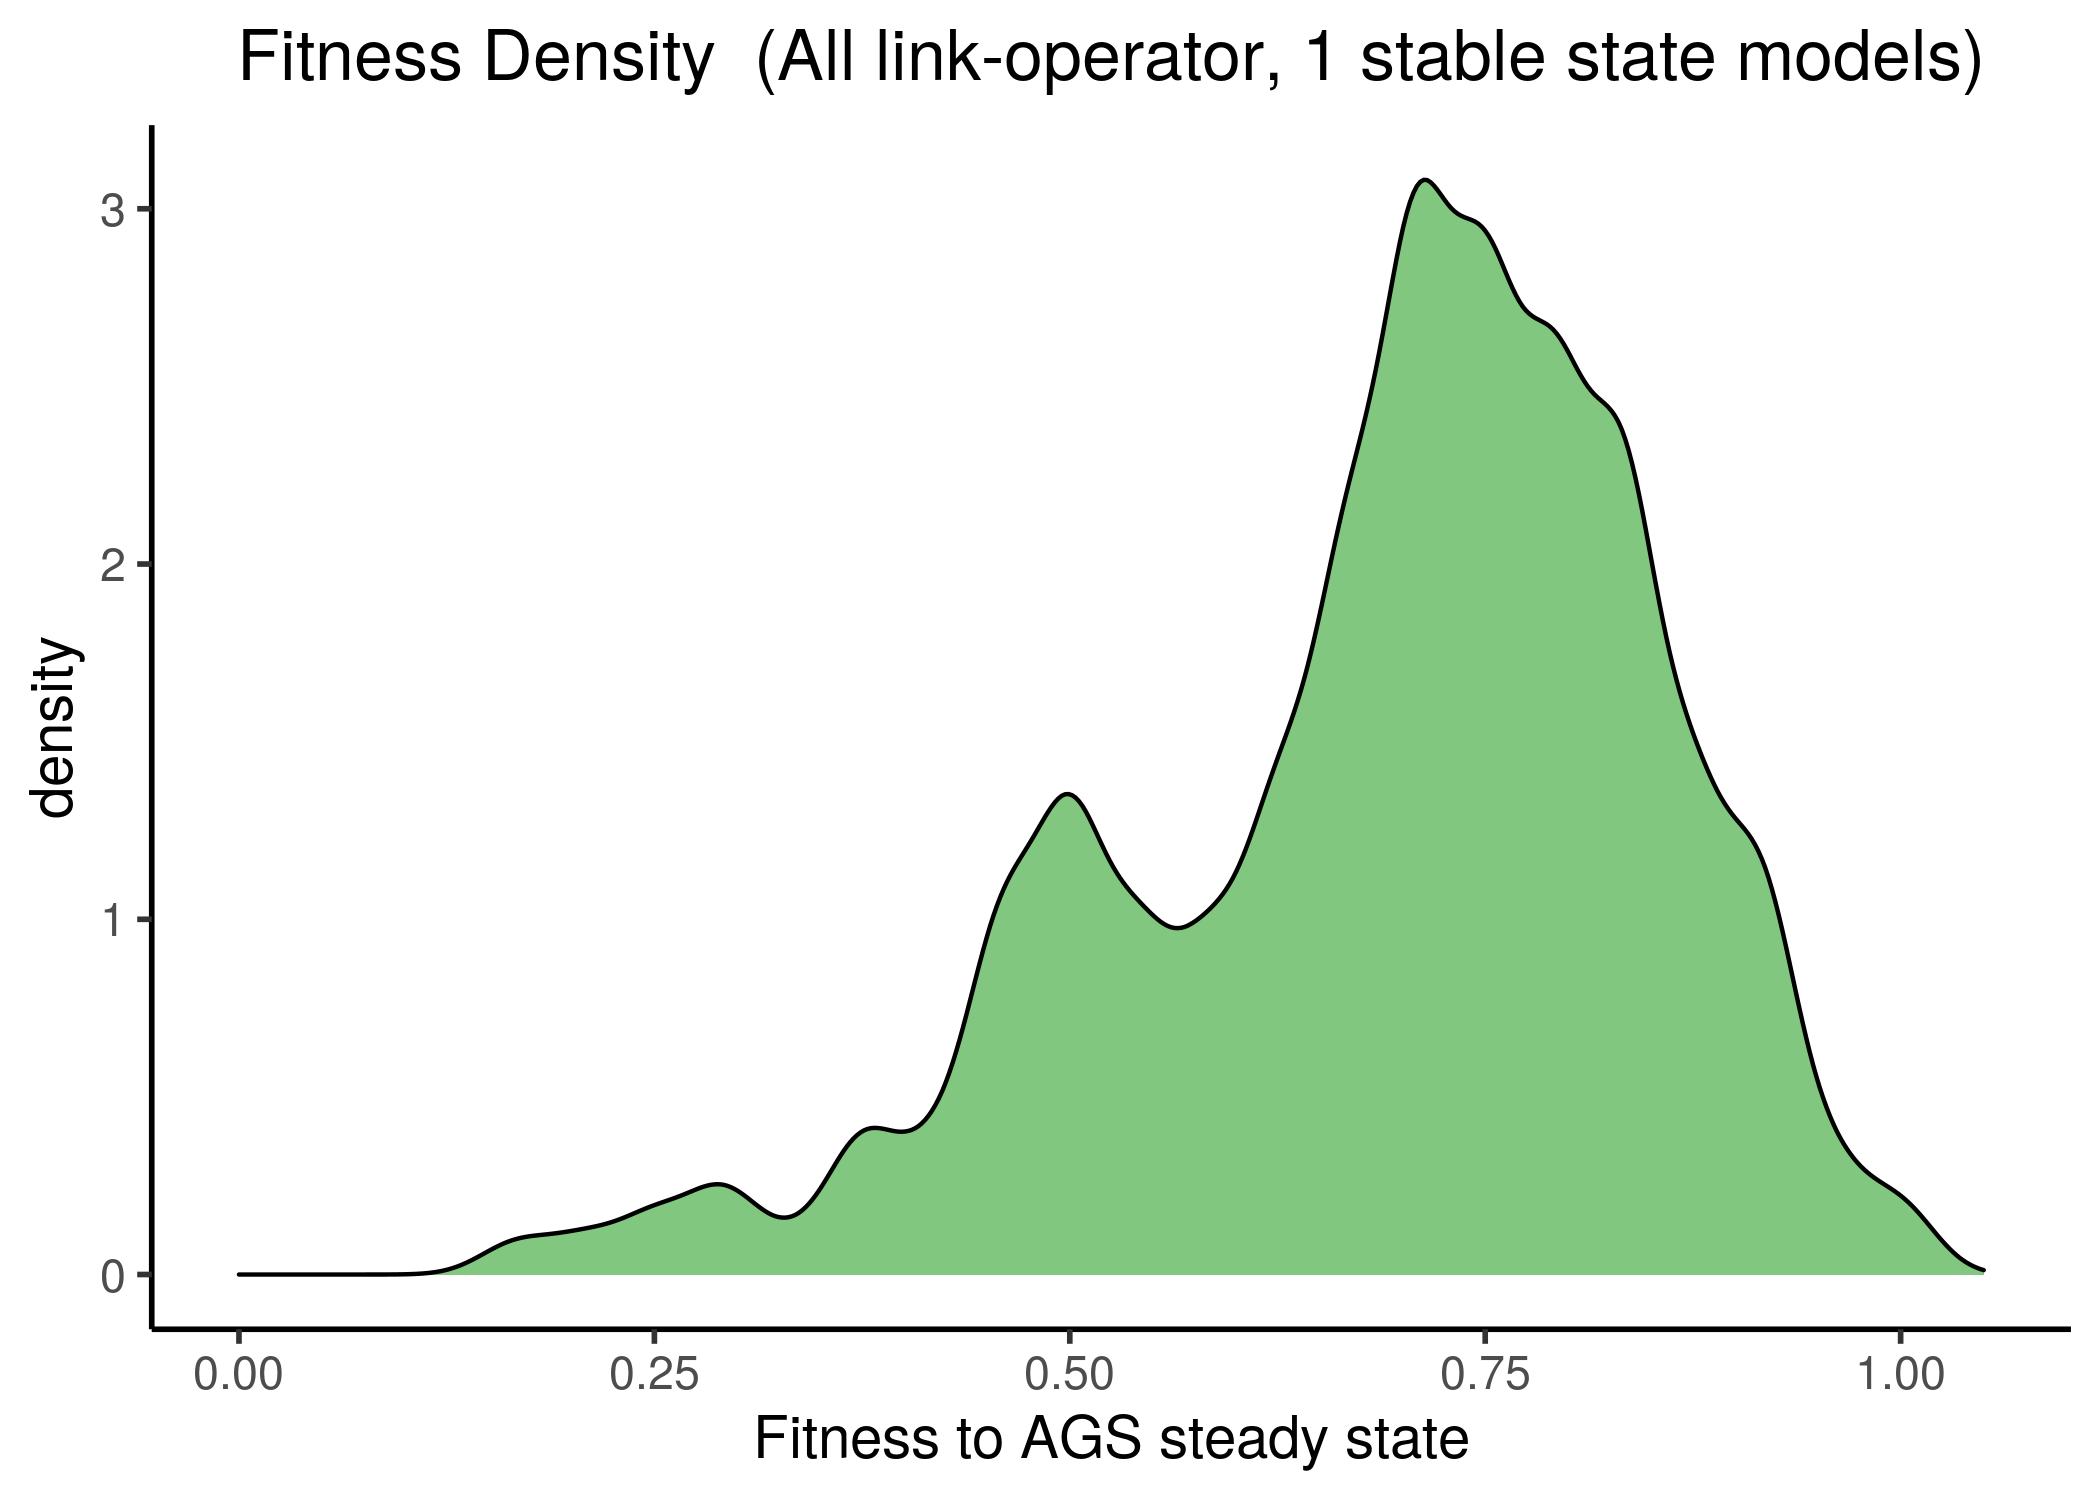 Fitness Density  (All link-operator, 1 stable state models)
3
2
1
0
density
0.00 0.25 0.50 0.75 1.00
Fitness to AGS steady state